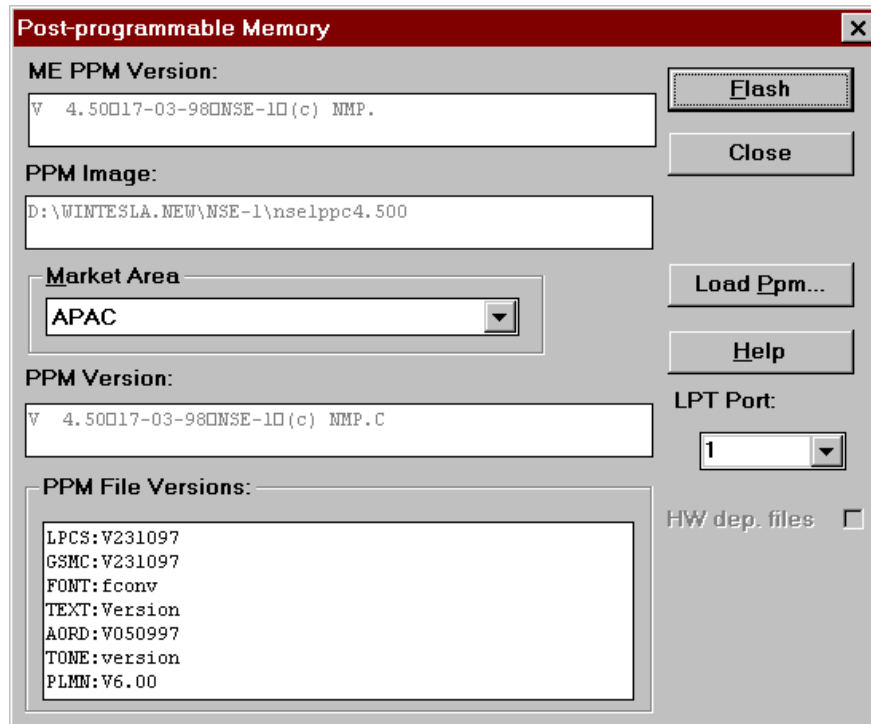 Post-programmable Memory
ME PPM Version:
V  4.50□17-03-98□NSE-1□(c) NMP.
Flash
Close
PPM Image:
D:\WINTESLA.NEW\NSE-1\nse1ppc4.500
Market Area
APAC
Load Ppm...
Help
PPM Version:
V  4.50□17-03-98□NSE-1□(c) NMP.C
LPT Port:
1
PPM File Versions:
HW dep. files
LPCS:V231097
GSMC:V231097
FONT:fconv
TEXT:Version
AORD:V050997
TONE:version
PLMN:V6.00